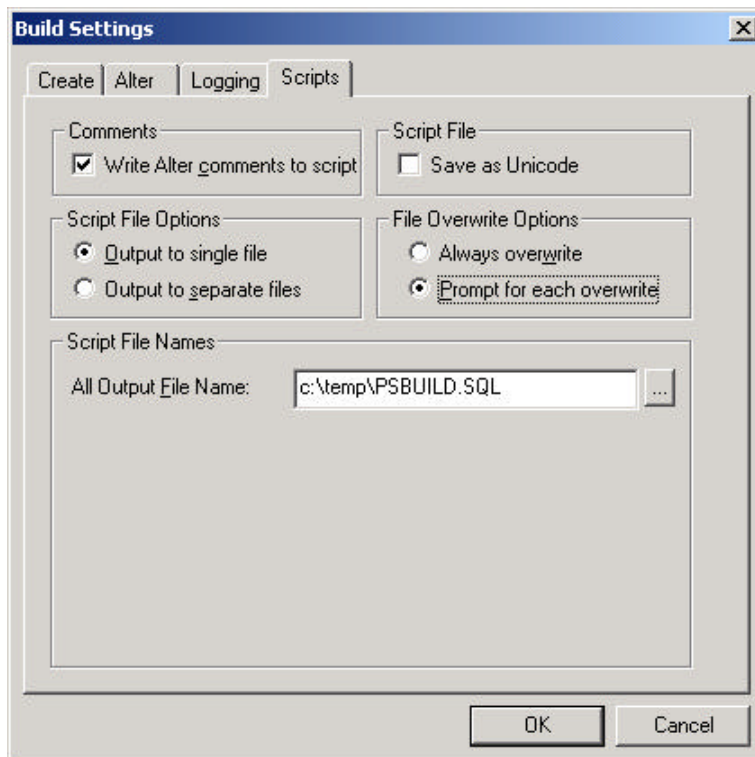 Build Settings
Create Alter Logging Scripts
Comments
Write Alter comments to script
Script File
Save as Unicode
Script File Options
Output to single file
Output to separate files
File Overwrite Options
Always overwrite
Prompt for each overwrite
Script File Names
All Output File Name: c:\temp\PSBUILD.SQL ...
OK Cancel